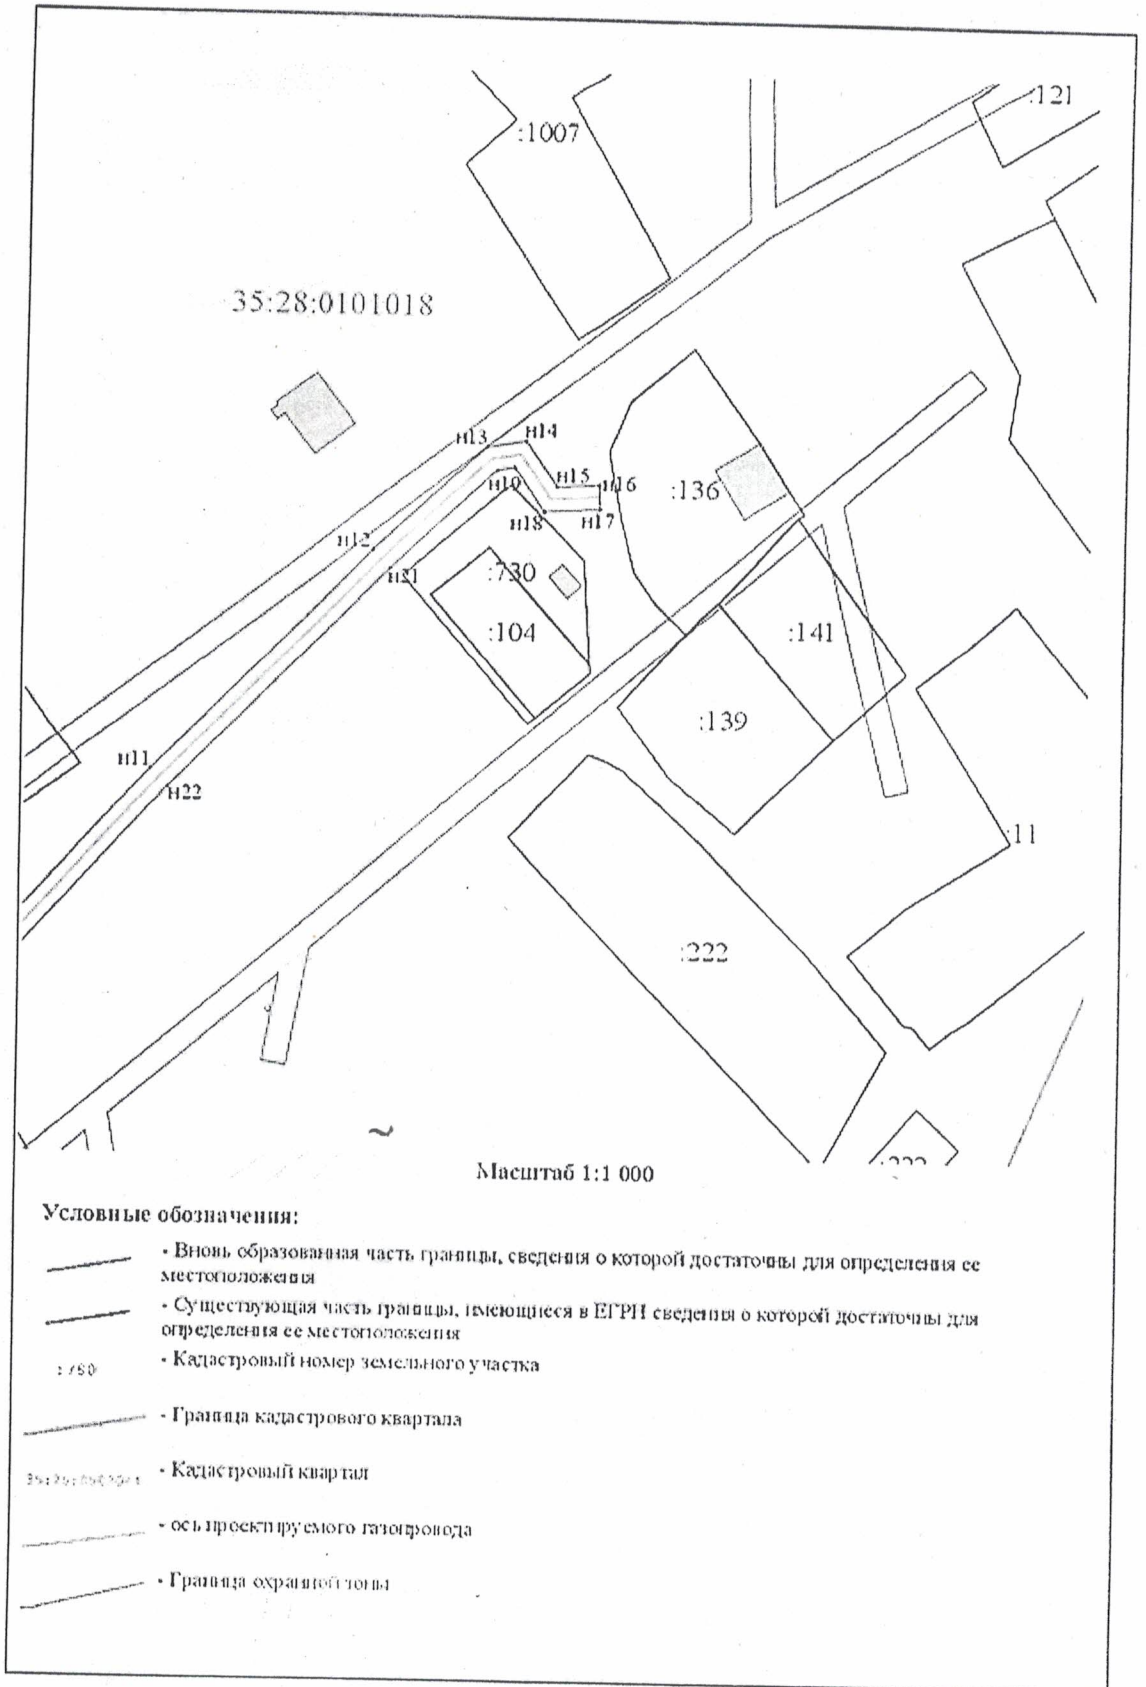 :121
:1007
35:28:0101018
н13
н14
н15
н16
н19
:136
н18
н17
н12
н21
:730
:104
:141
:139
н11
н22
:11
:222
:222
Масштаб 1:1 000
Условные обозначения:
- Вновь образованная часть границы, сведения о которой достаточны для определения ее
местоположения
- Существующая часть границы, имеющиеся в ЕГРН сведения о которой достаточны для
определения ее местоположения
- Кадастровый номер земельного участка
- Граница кадастрового квартала
- Кадастровый квартал
- ось проектируемого газопровода
- Граница охранной зоны